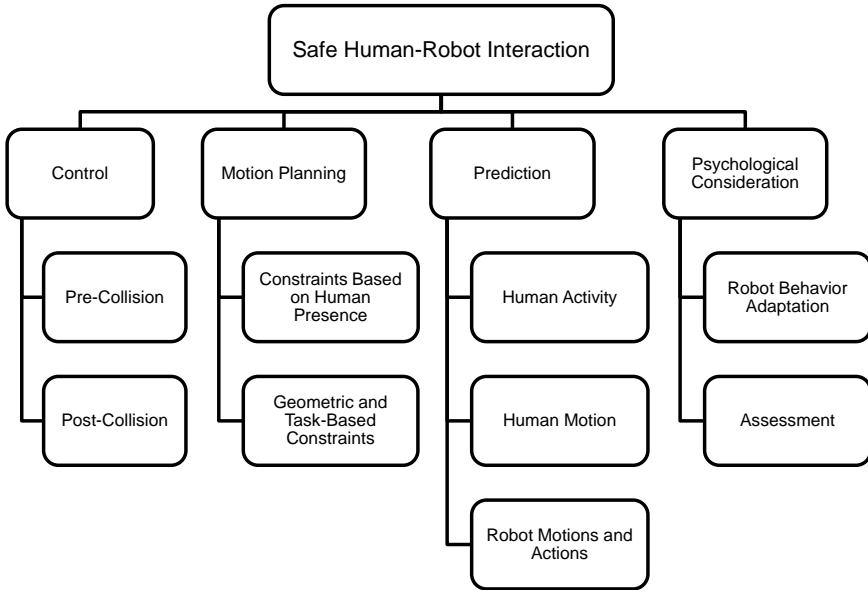 Safe Human-Robot Interaction
Control
Motion Planning
Prediction
Psychological
Consideration
Pre-Collision
Constraints Based
on Human
Presence
Human Activity
Robot Behavior
Adaptation
Post-Collision
Geometric and
Task-Based
Constraints
Human Motion
Assessment
Robot Motions and
Actions